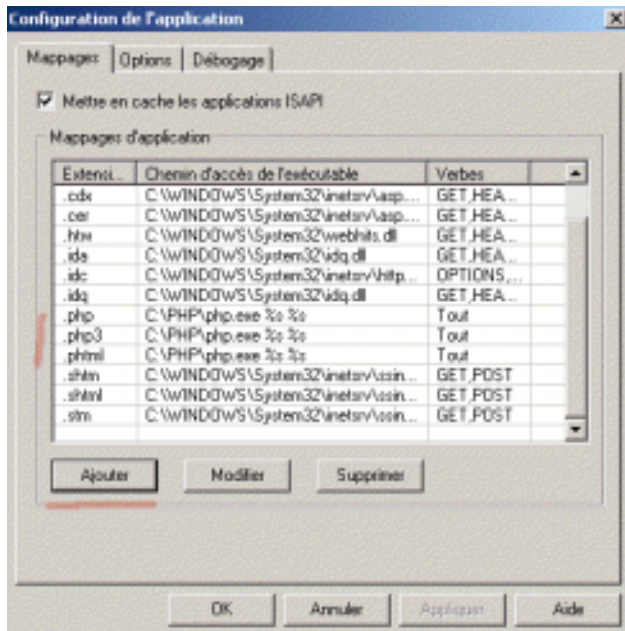 Configuration de l'application
Mappages Options Débogage
Mettre en cache les applications ISAPI
Mappages d'application
Extensi... Chemin d'accès de l'exécutable Verbes
.cdx C:\WINDOWS\System32\inetsrv\asp.... GET,HEA...
.cer C:\WINDOWS\System32\inetsrv\asp.... GET,HEA...
.htw C:\WINDOWS\System32\webhits.dll GET,HEA...
.ida C:\WINDOWS\System32\idq.dll GET,HEA...
.idc C:\WINDOWS\System32\inetsrv\http... OPTIONS,...
.idq C:\WINDOWS\System32\idq.dll GET,HEA...
.php C:\PHP\php.exe %s %s Tout
.php3 C:\PHP\php.exe %s %s Tout
.phtml C:\PHP\php.exe %s %s Tout
.shtm C:\WINDOWS\System32\inetsrv\ssin... GET,POST
.shtml C:\WINDOWS\System32\inetsrv\ssin... GET,POST
.stm C:\WINDOWS\System32\inetsrv\ssin... GET,POST
Ajouter Modifier Supprimer
OK Annuler Appliquer Aide